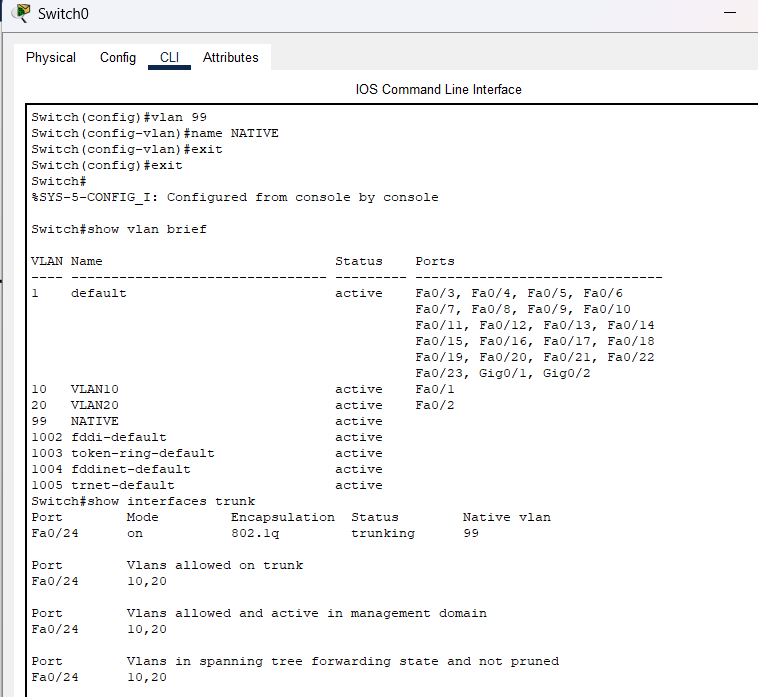 Switch0
Physical Config CLI Attributes
IOS Command Line Interface
Switch(config)#vlan 99
Switch(config-vlan)#name NATIVE
Switch(config-vlan)#exit
Switch(config)#exit
Switch#
%SYS-5-CONFIG_I: Configured from console by console
Switch#show vlan brief
VLAN Name Status Ports
---- -------------------------------- --------- -------------------------------
1 default active Fa0/3, Fa0/4, Fa0/5, Fa0/6
Fa0/7, Fa0/8, Fa0/9, Fa0/10
Fa0/11, Fa0/12, Fa0/13, Fa0/14
Fa0/15, Fa0/16, Fa0/17, Fa0/18
Fa0/19, Fa0/20, Fa0/21, Fa0/22
Fa0/23, Gig0/1, Gig0/2
10 VLAN10 active Fa0/1
20 VLAN20 active Fa0/2
99 NATIVE active
1002 fddi-default active
1003 token-ring-default active
1004 fddinet-default active
1005 trnet-default active
Switch#show interfaces trunk
Port Mode Encapsulation Status Native vlan
Fa0/24 on 802.1q trunking 99
Port Vlans allowed on trunk
Fa0/24 10,20
Port Vlans allowed and active in management domain
Fa0/24 10,20
Port Vlans in spanning tree forwarding state and not pruned
Fa0/24 10,20